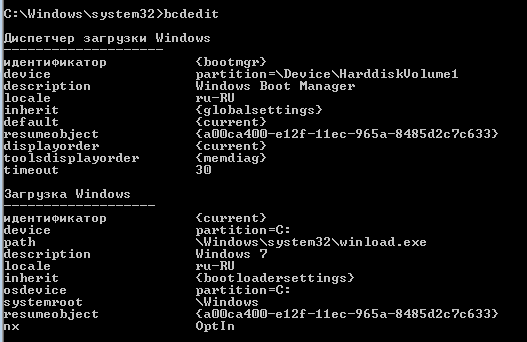 C:\Windows\system32>bcdedit
Диспетчер загрузки Windows
--------------------
идентификатор {bootmgr}
device partition=\Device\HarddiskVolume1
description Windows Boot Manager
locale ru-RU
inherit {globalsettings}
default {current}
resumeobject {a00ca400-e12f-11ec-965a-8485d2c7c633}
displayorder {current}
toolsdisplayorder {memdiag}
timeout 30
Загрузка Windows
-------------------
идентификатор {current}
device partition=C:
path \Windows\system32\winload.exe
description Windows 7
locale ru-RU
inherit {bootloadersettings}
osdevice partition=C:
systemroot \Windows
resumeobject {a00ca400-e12f-11ec-965a-8485d2c7c633}
nx OptIn